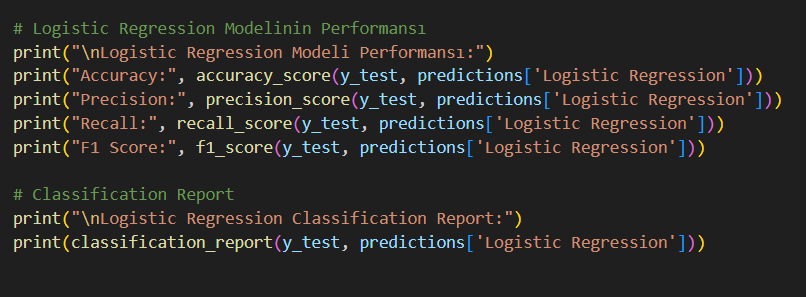 # Logistic Regression Modelinin Performansı
print("\nLogistic Regression Modeli Performansı:")
print("Accuracy:", accuracy_score(y_test, predictions['Logistic Regression']))
print("Precision:", precision_score(y_test, predictions['Logistic Regression']))
print("Recall:", recall_score(y_test, predictions['Logistic Regression']))
print("F1 Score:", f1_score(y_test, predictions['Logistic Regression']))
# Classification Report
print("\nLogistic Regression Classification Report:")
print(classification_report(y_test, predictions['Logistic Regression']))